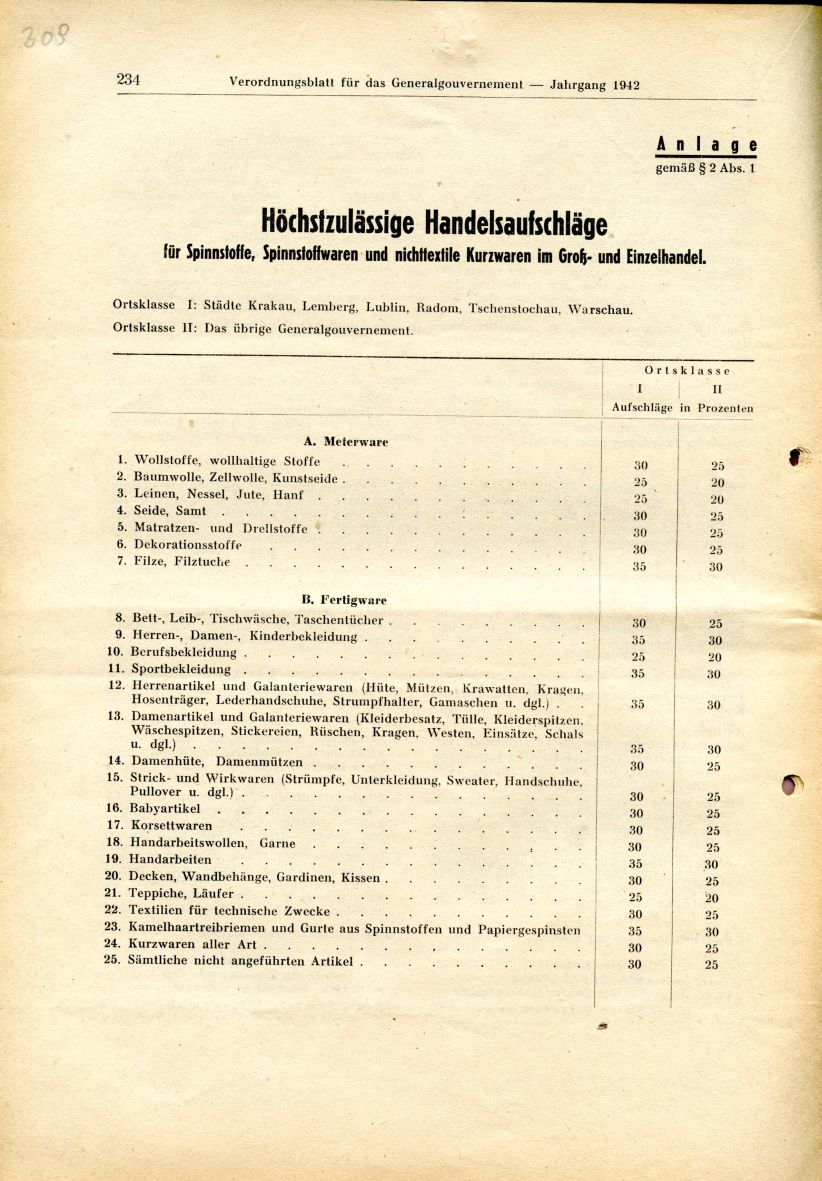 309
234 Verordnungsblatt für das Generalgouvernement — Jahrgang 1942
Anlage
gemäß § 2 Abs. 1
Höchstzulässige Handelsaufschläge
für Spinnstoffe, Spinnstoffwaren und nichttextile Kurzwaren im Groß- und Einzelhandel.
Ortsklasse I: Städte Krakau, Lemberg, Lublin, Radom, Tschenstochau, Warschau.
Ortsklasse II: Das übrige Generalgouvernement.
Ortsklasse
I II
Aufschläge in Prozenten
A. Meterware
1. Wollstoffe, wollhaltige Stoffe . . . . . . . . . . . 30 25
2. Baumwolle, Zellwolle, Kunstseide . . . . . . . . . . . 25 20
3. Leinen, Nessel, Jute, Hanf . . . . . . . . . . . . 25 20
4. Seide, Samt . . . . . . . . . . . . . . . . 30 25
5. Matratzen- und Drellstoffe . . . . . . . . . . . . 30 25
6. Dekorationsstoffe . . . . . . . . . . . . . . 30 25
7. Filze, Filztuche . . . . . . . . . . . . . . . 35 30
B. Fertigware
8. Bett-, Leib-, Tischwäsche, Taschentücher . . . . . . . . . 30 25
9. Herren-, Damen-, Kinderbekleidung . . . . . . . . . . 35 30
10. Berufsbekleidung . . . . . . . . . . . . . . . 25 20
11. Sportbekleidung . . . . . . . . . . . . . . . 35 30
12. Herrenartikel und Galanteriewaren (Hüte, Mützen, Krawatten, Kragen,
Hosenträger, Lederhandschuhe, Strumpfhalter, Gamaschen u. dgl.) . . 35 30
13. Damenartikel und Galanteriewaren (Kleiderbesatz, Tülle, Kleiderspitzen,
Wäschespitzen, Stickereien, Rüschen, Kragen, Westen, Einsätze, Schals
u. dgl.) . . . . . . . . . . . . . . . . . 35 30
14. Damenhüte, Damenmützen . . . . . . . . . . . . 30 25
15. Strick- und Wirkwaren (Strümpfe, Unterkleidung, Sweater, Handschuhe,
Pullover u. dgl.) . . . . . . . . . . . . . . . 30 25
16. Babyartikel . . . . . . . . . . . . . . . . 30 25
17. Korsettwaren . . . . . . . . . . . . . . . 30 25
18. Handarbeitswollen, Garne . . . . . . . . . . . . 30 25
19. Handarbeiten . . . . . . . . . . . . . . . 35 30
20. Decken, Wandbehänge, Gardinen, Kissen . . . . . . . . . 30 25
21. Teppiche, Läufer . . . . . . . . . . . . . . . 25 20
22. Textilien für technische Zwecke . . . . . . . . . . . 30 25
23. Kamelhaartreibriemen und Gurte aus Spinnstoffen und Papiergespinsten 35 30
24. Kurzwaren aller Art . . . . . . . . . . . . . . 30 25
25. Sämtliche nicht angeführten Artikel . . . . . . . . . . 30 25